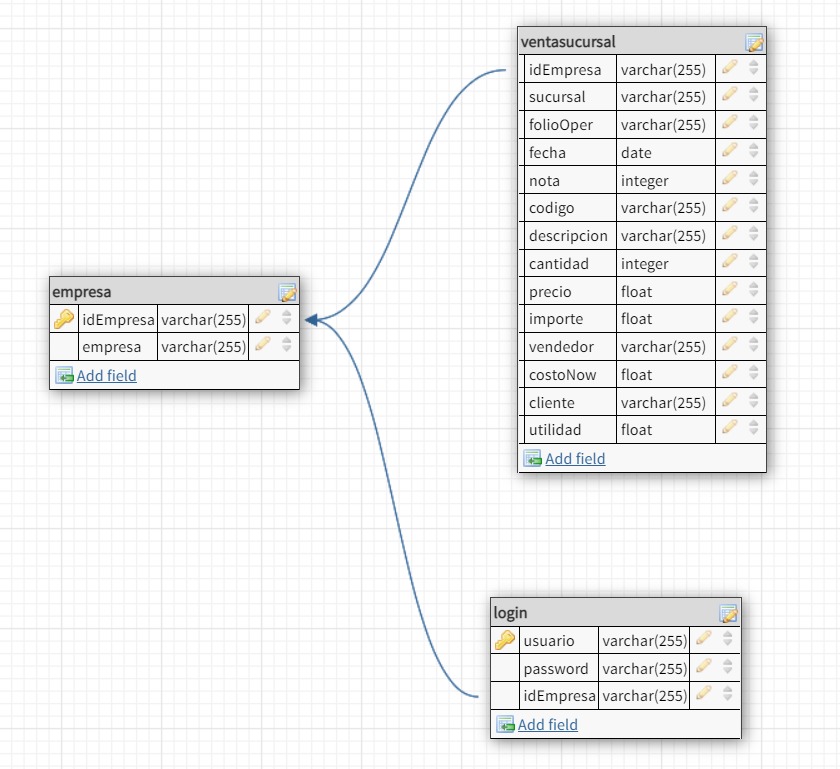 ventasucursal
idEmpresa varchar(255)
sucursal varchar(255)
folioOper varchar(255)
fecha date
nota integer
codigo varchar(255)
descripcion varchar(255)
cantidad integer
precio float
importe float
vendedor varchar(255)
costoNow float
cliente varchar(255)
utilidad float
Add field
empresa
idEmpresa varchar(255)
empresa varchar(255)
Add field
login
usuario varchar(255)
password varchar(255)
idEmpresa varchar(255)
Add field